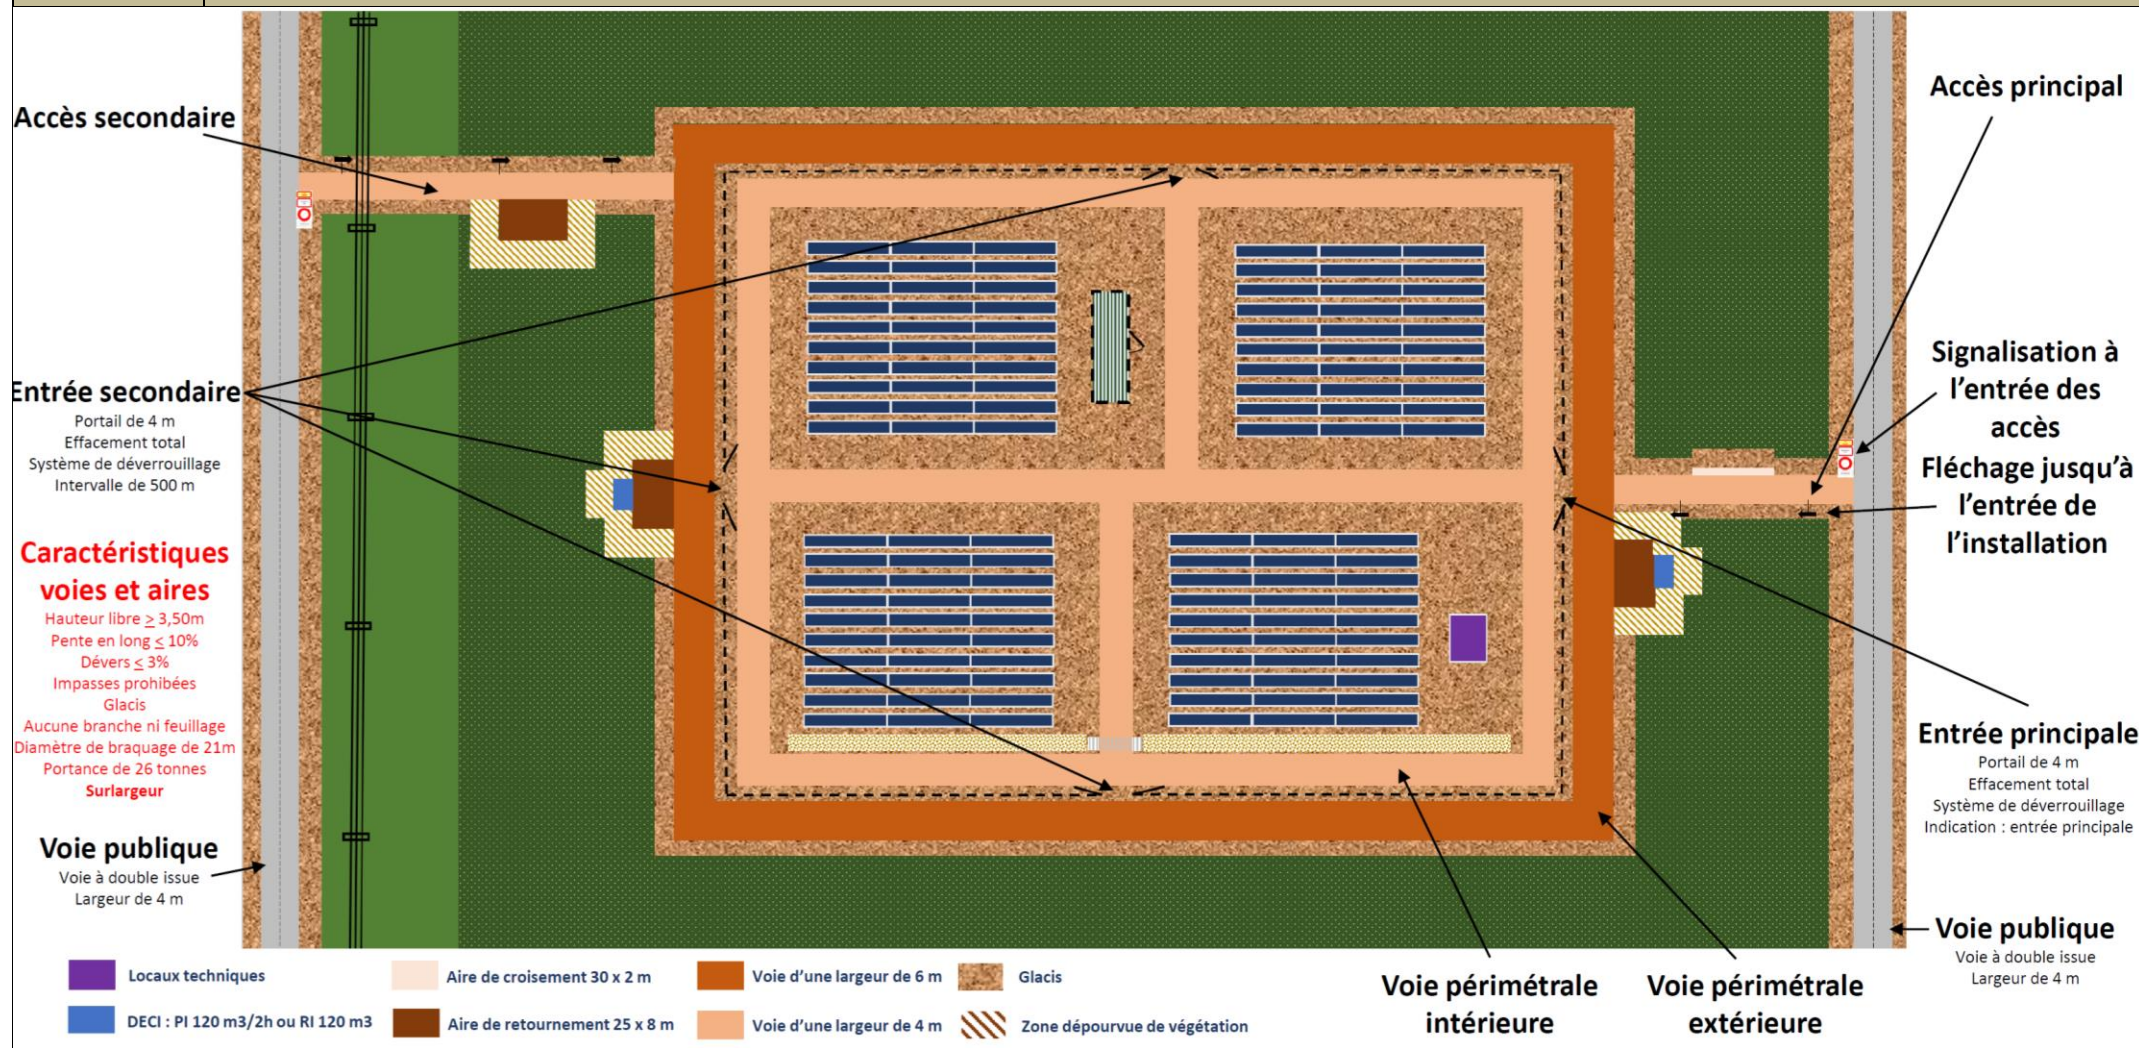 Accès secondaire
Entrée secondaire
Portail de 4 m
Effacement total
Système de déverrouillage
Intervalle de 500 m
Caractéristiques
voies et aires
Hauteur libre ≥ 3,50m
Pente en long ≤ 10%
Dévers ≤ 3%
Impasses prohibées
Glacis
Aucune branche ni feuillage
Diamètre de braquage de 21m
Portance de 26 tonnes
Surlargeur
Voie publique
Voie à double issue
Largeur de 4 m
Accès principal
Signalisation à
l'entrée des
accès
Fléchage jusqu'à
l'entrée de
l'installation
Entrée principale
Portail de 4 m
Effacement total
Système de déverrouillage
Indication : entrée principale
Voie publique
Voie à double issue
Largeur de 4 m
Voie périmétrale
intérieure
Voie périmétrale
extérieure
Locaux techniques
Aire de croisement 30 x 2 m
Voie d'une largeur de 6 m
Glacis
DECI : PI 120 m3/2h ou RI 120 m3
Aire de retournement 25 x 8 m
Voie d'une largeur de 4 m
Zone dépourvue de végétation